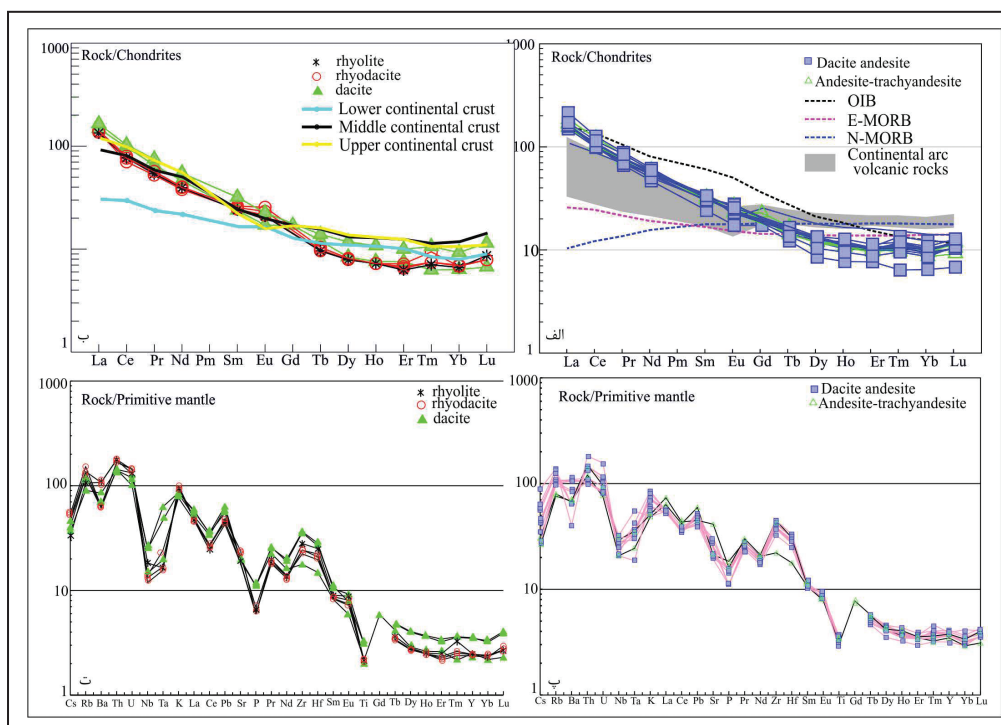 1000
Rock/Chondrites
rhyolite
rhyodacite
dacite
Lower continental crust
Middle continental crust
Upper continental crust
100
10
1
ب
La Ce Pr Nd Pm Sm Eu Gd Tb Dy Ho Er Tm Yb Lu
1000
Rock/Chondrites
Dacite andesite
Andesite-trachyandesite
OIB
E-MORB
N-MORB
Continental arc
volcanic rocks
100
10
1
الف
La Ce Pr Nd Pm Sm Eu Gd Tb Dy Ho Er Tm Yb Lu
1000
Rock/Primitive mantle
rhyolite
rhyodacite
dacite
100
10
1
ت
Cs Rb Ba Th U Nb Ta K La Ce Pb Sr P Pr Nd Zr Hf Sm Eu Ti Gd Tb Dy Ho Er Tm Y Yb Lu
1000
Rock/Primitive mantle
Dacite andesite
Andesite-trachyandesite
100
10
1
پ
Cs Rb Ba Th U Nb Ta K La Ce Pb Sr P Pr Nd Zr Hf Sm Eu Ti Gd Tb Dy Ho Er Tm Y Yb Lu